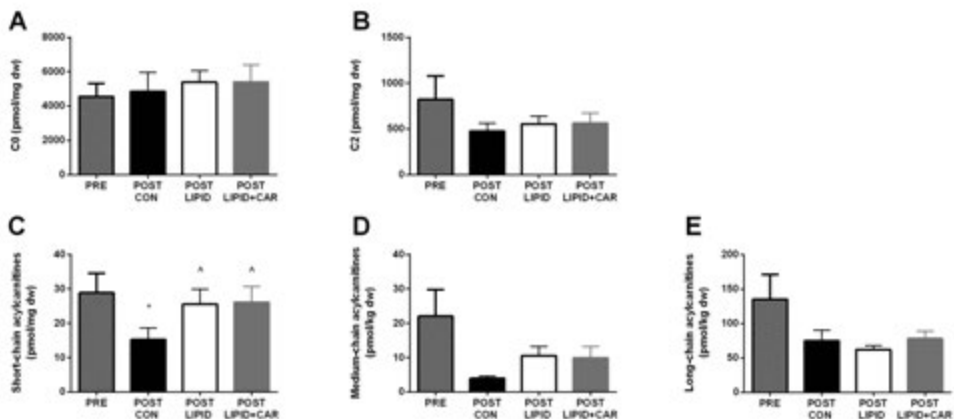 A
C0 (pmol/mg dw)
8000
6000
4000
2000
0
PRE
POST CON
POST LIPID
POST LIPID+CAR
B
C2 (pmol/mg dw)
1500
1000
500
0
PRE
POST CON
POST LIPID
POST LIPID+CAR
C
Short-chain acylcarnitines
(pmol/mg dw)
40
30
20
10
0
*
^
^
PRE
POST CON
POST LIPID
POST LIPID+CAR
D
Medium-chain acylcarnitines
(pmol/kg dw)
40
30
20
10
0
PRE
POST CON
POST LIPID
POST LIPID+CAR
E
Long-chain acylcarnitines
(pmol/kg dw)
200
150
100
50
0
PRE
POST CON
POST LIPID
POST LIPID+CAR